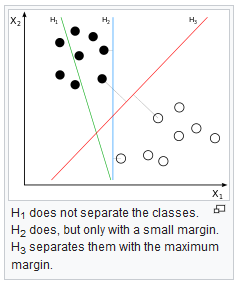 X₂
H₁ H₂ H₃
X₁
H₁ does not separate the classes.
H₂ does, but only with a small margin.
H₃ separates them with the maximum
margin.